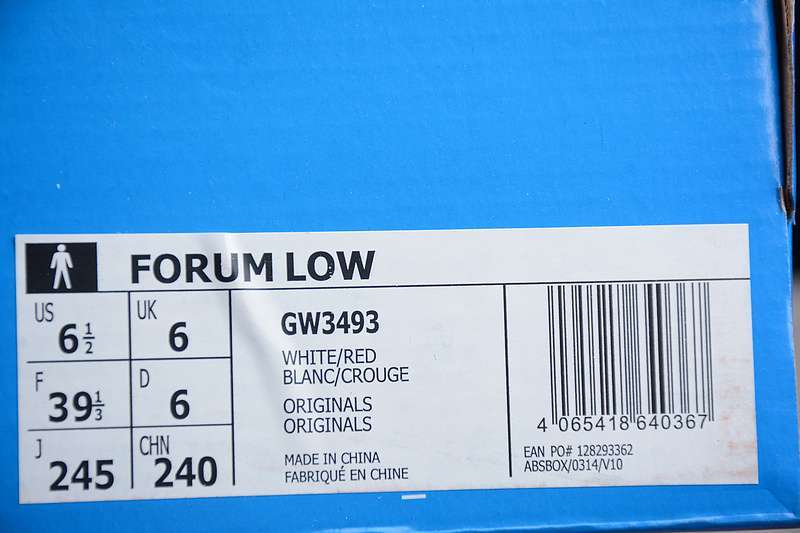 FORUM LOW
US 6 1/2
UK 6
F 39 1/3
D 6
J 245
CHN 240
GW3493
WHITE/RED
BLANC/CROUGE
ORIGINALS
ORIGINALS
MADE IN CHINA
FABRIQUÉ EN CHINE
4 065418 640367
EAN PO# 128293362
ABSBOX/0314/V10